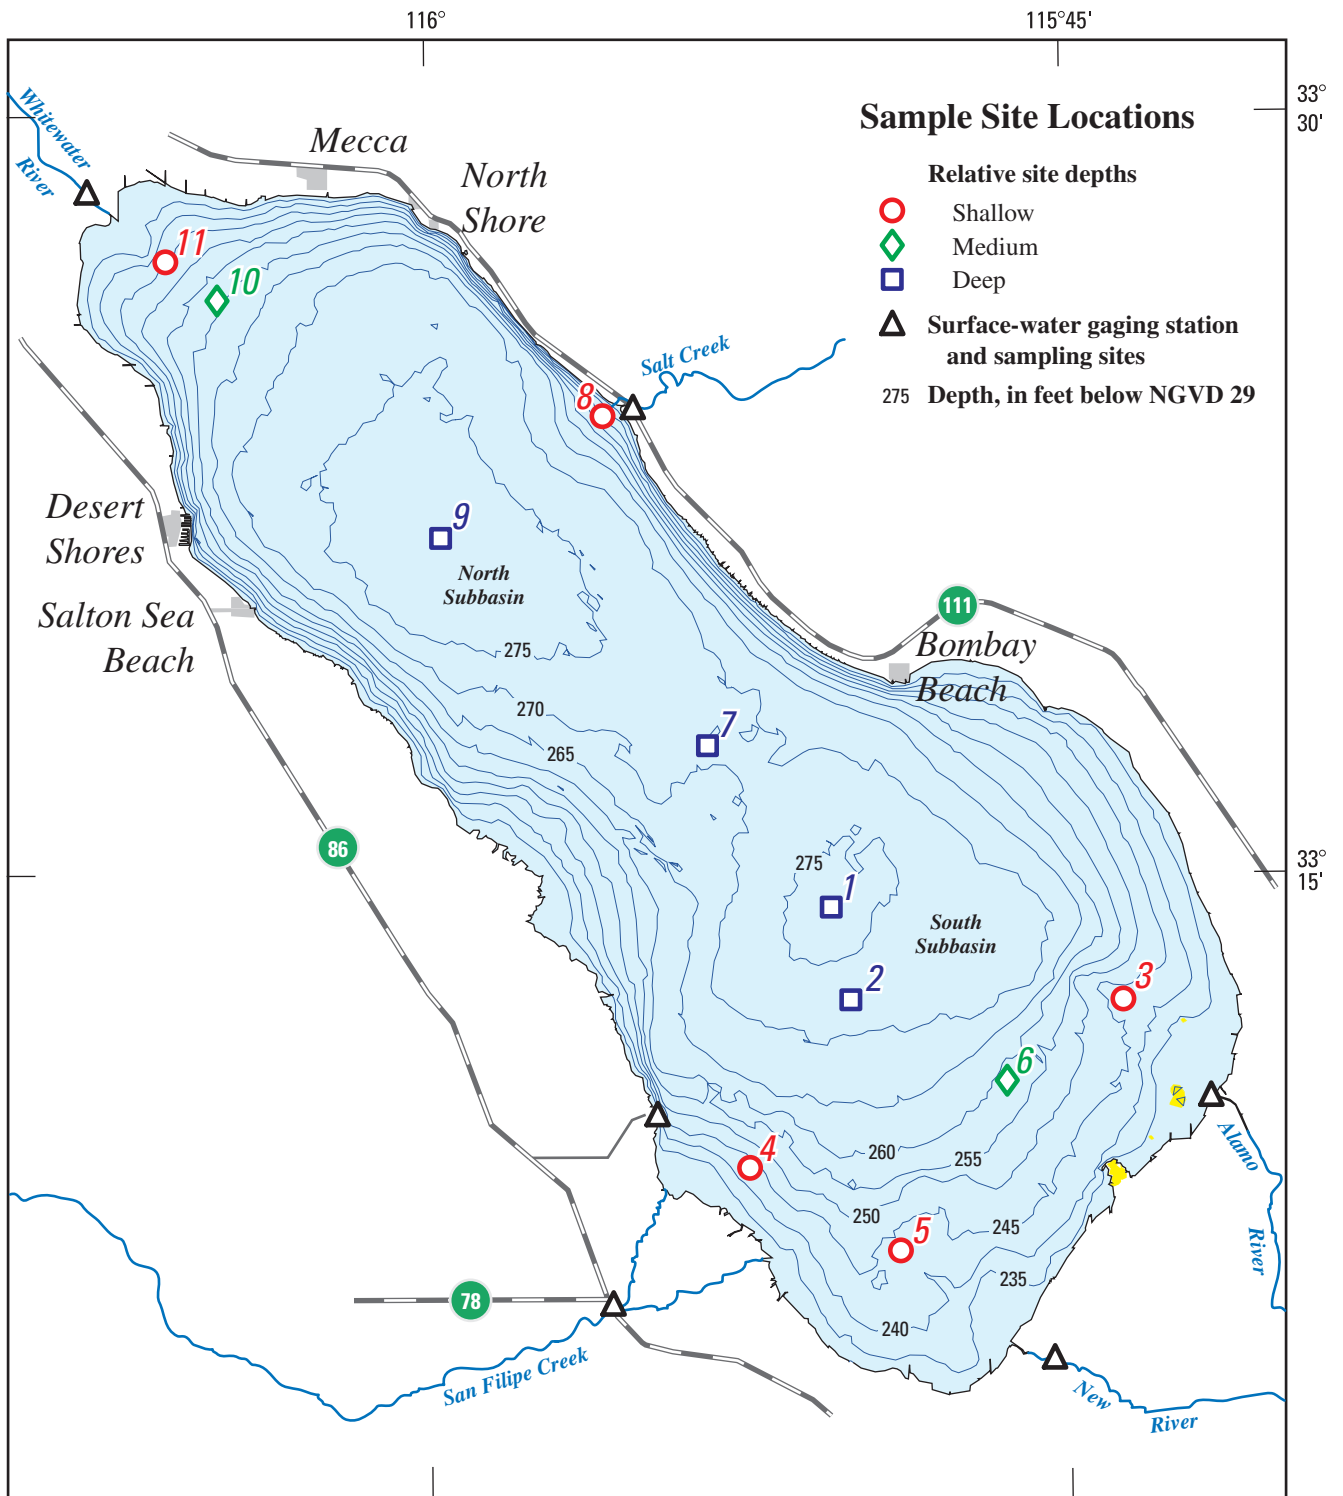 116°
115°45'
33°
30'
Whitewater
River
Mecca
North
Shore
Sample Site Locations
Relative site depths
Shallow
Medium
Deep
Surface-water gaging station
and sampling sites
275 Depth, in feet below NGVD 29
11
10
Salt Creek
8
Desert
Shores
9
North
Subbasin
Salton Sea
Beach
111
Bombay
Beach
275
270
265
7
86
33°
15'
275
1
South
Subbasin
2
3
6
Alamo
River
260
255
4
250
245
5
235
240
78
San Filipe Creek
New
River